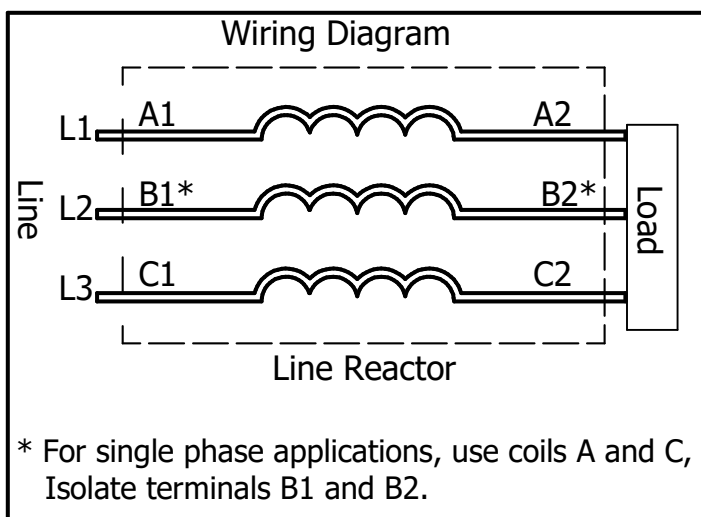 Wiring Diagram
L1 A1 A2
Line L2 B1* B2* Load
L3 C1 C2
Line Reactor
* For single phase applications, use coils A and C,
Isolate terminals B1 and B2.